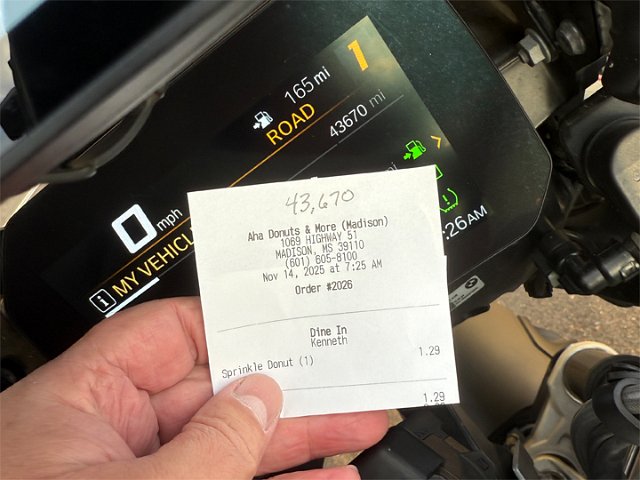 165 mi
1
ROAD
43670 mi
0 mph
MY VEHICL
mi
:26AM
43,670
Aha Donuts & More (Madison)
1069 HIGHWAY 51
MADISON, MS 39110
(601) 605-8100
Nov 14, 2025 at 7:25 AM
Order #2026
Dine In
Kenneth
Sprinkle Donut (1) 1.29
1.29